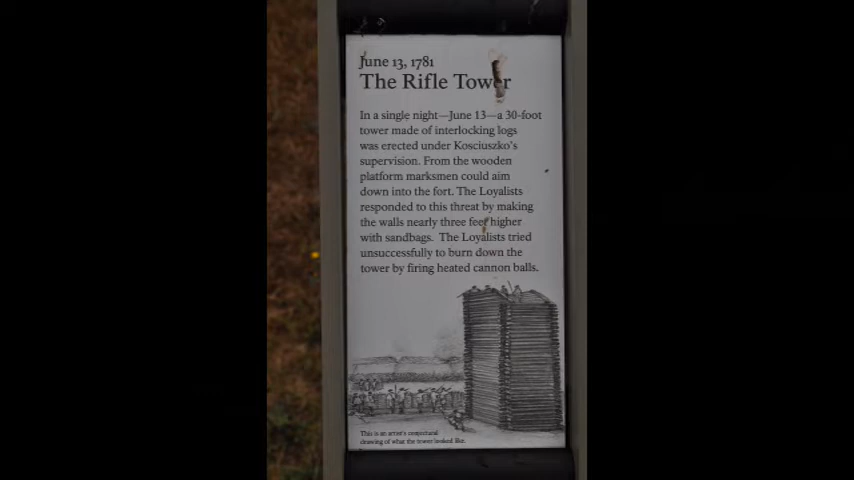 June 13, 1781
The Rifle Tower
In a single night—June 13—a 30-foot
tower made of interlocking logs
was erected under Kosciuszko's
supervision. From the wooden
platform marksmen could aim
down into the fort. The Loyalists
responded to this threat by making
the walls nearly three feet higher
with sandbags. The Loyalists tried
unsuccessfully to burn down the
tower by firing heated cannon balls.
This is an artist's conjectural
drawing of what the tower looked like.